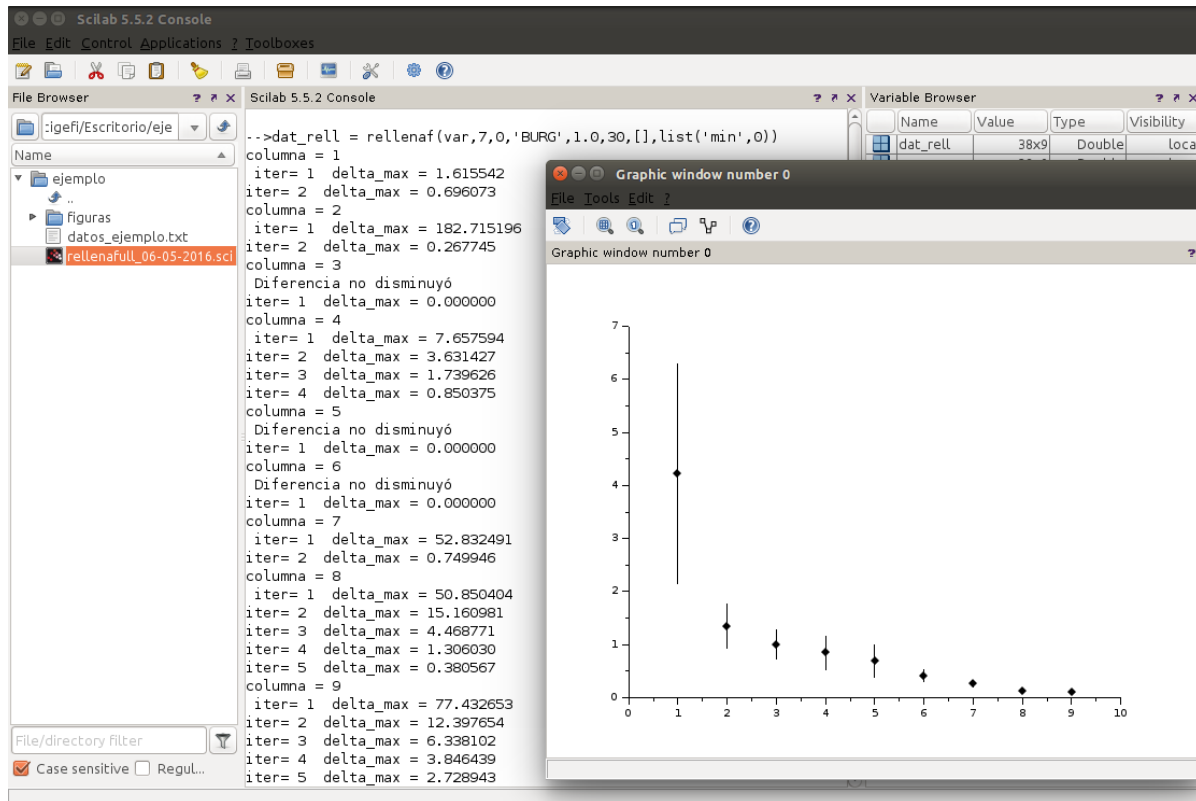 Scilab 5.5.2 Console
File Edit Control Applications ? Toolboxes
File Browser ? x
:igefi/Escritorio/eje
Name
ejemplo
..
figuras
datos_ejemplo.txt
rellenafull_06-05-2016.sci
File/directory filter
Case sensitive Regul...
Scilab 5.5.2 Console ? x
-->dat_rell = rellenaf(var,7,0,'BURG',1.0,30,[],list('min',0))
columna = 1
iter= 1 delta_max = 1.615542
iter= 2 delta_max = 0.696073
columna = 2
iter= 1 delta_max = 182.715196
iter= 2 delta_max = 0.267745
columna = 3
Diferencia no disminuyó
iter= 1 delta_max = 0.000000
columna = 4
iter= 1 delta_max = 7.657594
iter= 2 delta_max = 3.631427
iter= 3 delta_max = 1.739626
iter= 4 delta_max = 0.850375
columna = 5
Diferencia no disminuyó
iter= 1 delta_max = 0.000000
columna = 6
Diferencia no disminuyó
iter= 1 delta_max = 0.000000
columna = 7
iter= 1 delta_max = 52.832491
iter= 2 delta_max = 0.749946
columna = 8
iter= 1 delta_max = 50.850404
iter= 2 delta_max = 15.160981
iter= 3 delta_max = 4.468771
iter= 4 delta_max = 1.306030
iter= 5 delta_max = 0.380567
columna = 9
iter= 1 delta_max = 77.432653
iter= 2 delta_max = 12.397654
iter= 3 delta_max = 6.338102
iter= 4 delta_max = 3.846439
iter= 5 delta_max = 2.728943
Variable Browser ? x
Name Value Type Visibility
dat_rell 38x9 Double loca
Graphic window number 0
File Tools Edit ?
Graphic window number 0 ?
7
6
5
4
3
2
1
0
0 1 2 3 4 5 6 7 8 9 10